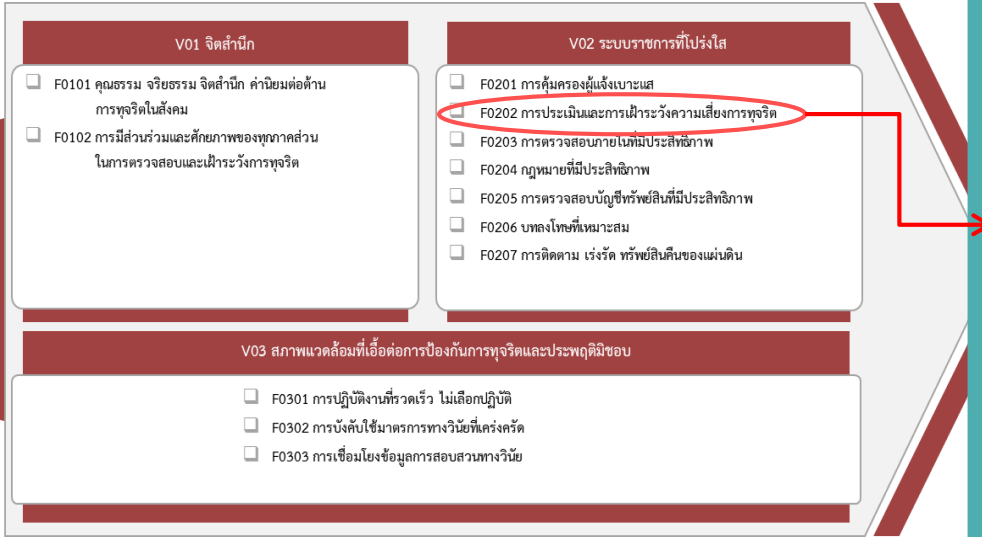 V01 จิตสำนึก
F0101 คุณธรรม จริยธรรม จิตสำนึก ค่านิยมต่อต้าน
การทุจริตในสังคม
F0102 การมีส่วนร่วมและศักยภาพของทุกภาคส่วน
ในการตรวจสอบและเฝ้าระวังการทุจริต
V02 ระบบราชการที่โปร่งใส
F0201 การคุ้มครองผู้แจ้งเบาะแส
F0202 การประเมินและการเฝ้าระวังความเสี่ยงการทุจริต
F0203 การตรวจสอบภายในที่มีประสิทธิภาพ
F0204 กฎหมายที่มีประสิทธิภาพ
F0205 การตรวจสอบบัญชีทรัพย์สินที่มีประสิทธิภาพ
F0206 บทลงโทษที่เหมาะสม
F0207 การติดตาม เร่งรัด ทรัพย์สินคืนของแผ่นดิน
V03 สภาพแวดล้อมที่เอื้อต่อการป้องกันการทุจริตและประพฤติมิชอบ
F0301 การปฏิบัติงานที่รวดเร็ว ไม่เลือกปฏิบัติ
F0302 การบังคับใช้มาตรการทางวินัยที่เคร่งครัด
F0303 การเชื่อมโยงข้อมูลการสอบสวนทางวินัย